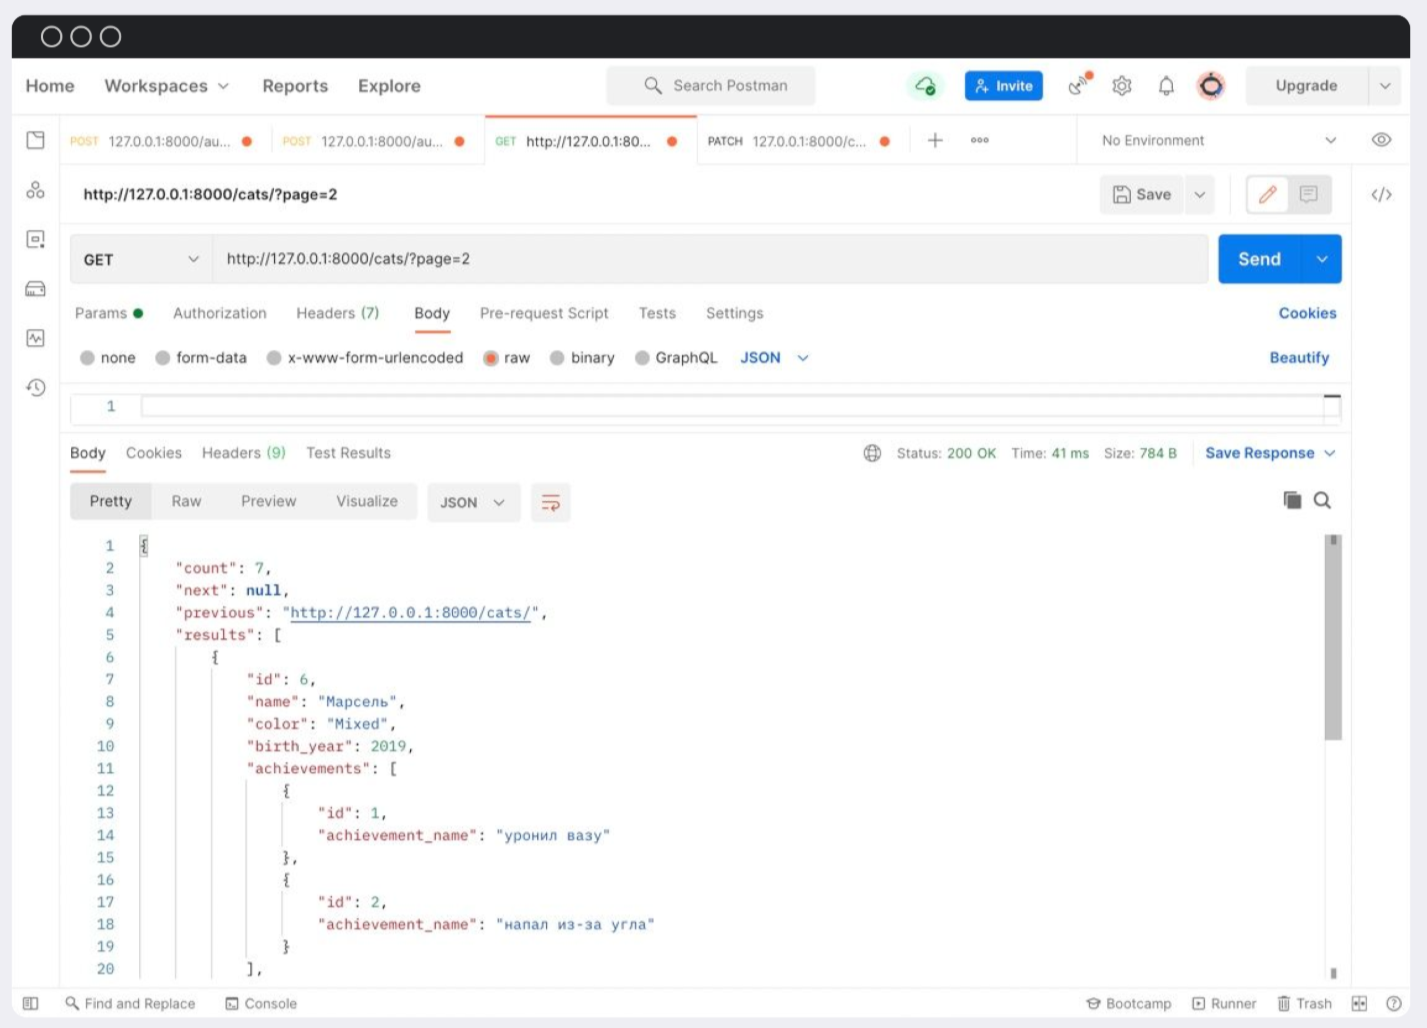 Home Workspaces Reports Explore Search Postman Invite Upgrade
POST 127.0.0.1:8000/au... POST 127.0.0.1:8000/au... GET http://127.0.0.1:80... PATCH 127.0.0.1:8000/c... No Environment
http://127.0.0.1:8000/cats/?page=2 Save
GET http://127.0.0.1:8000/cats/?page=2 Send
Params Authorization Headers (7) Body Pre-request Script Tests Settings Cookies
none form-data x-www-form-urlencoded raw binary GraphQL JSON Beautify
1
Body Cookies Headers (9) Test Results Status: 200 OK Time: 41 ms Size: 784 B Save Response
Pretty Raw Preview Visualize JSON
1 {
2 "count": 7,
3 "next": null,
4 "previous": "http://127.0.0.1:8000/cats/",
5 "results": [
6 {
7 "id": 6,
8 "name": "Марсель",
9 "color": "Mixed",
10 "birth_year": 2019,
11 "achievements": [
12 {
13 "id": 1,
14 "achievement_name": "уронил вазу"
15 },
16 {
17 "id": 2,
18 "achievement_name": "напал из-за угла"
19 }
20 ],
Find and Replace Console Bootcamp Runner Trash